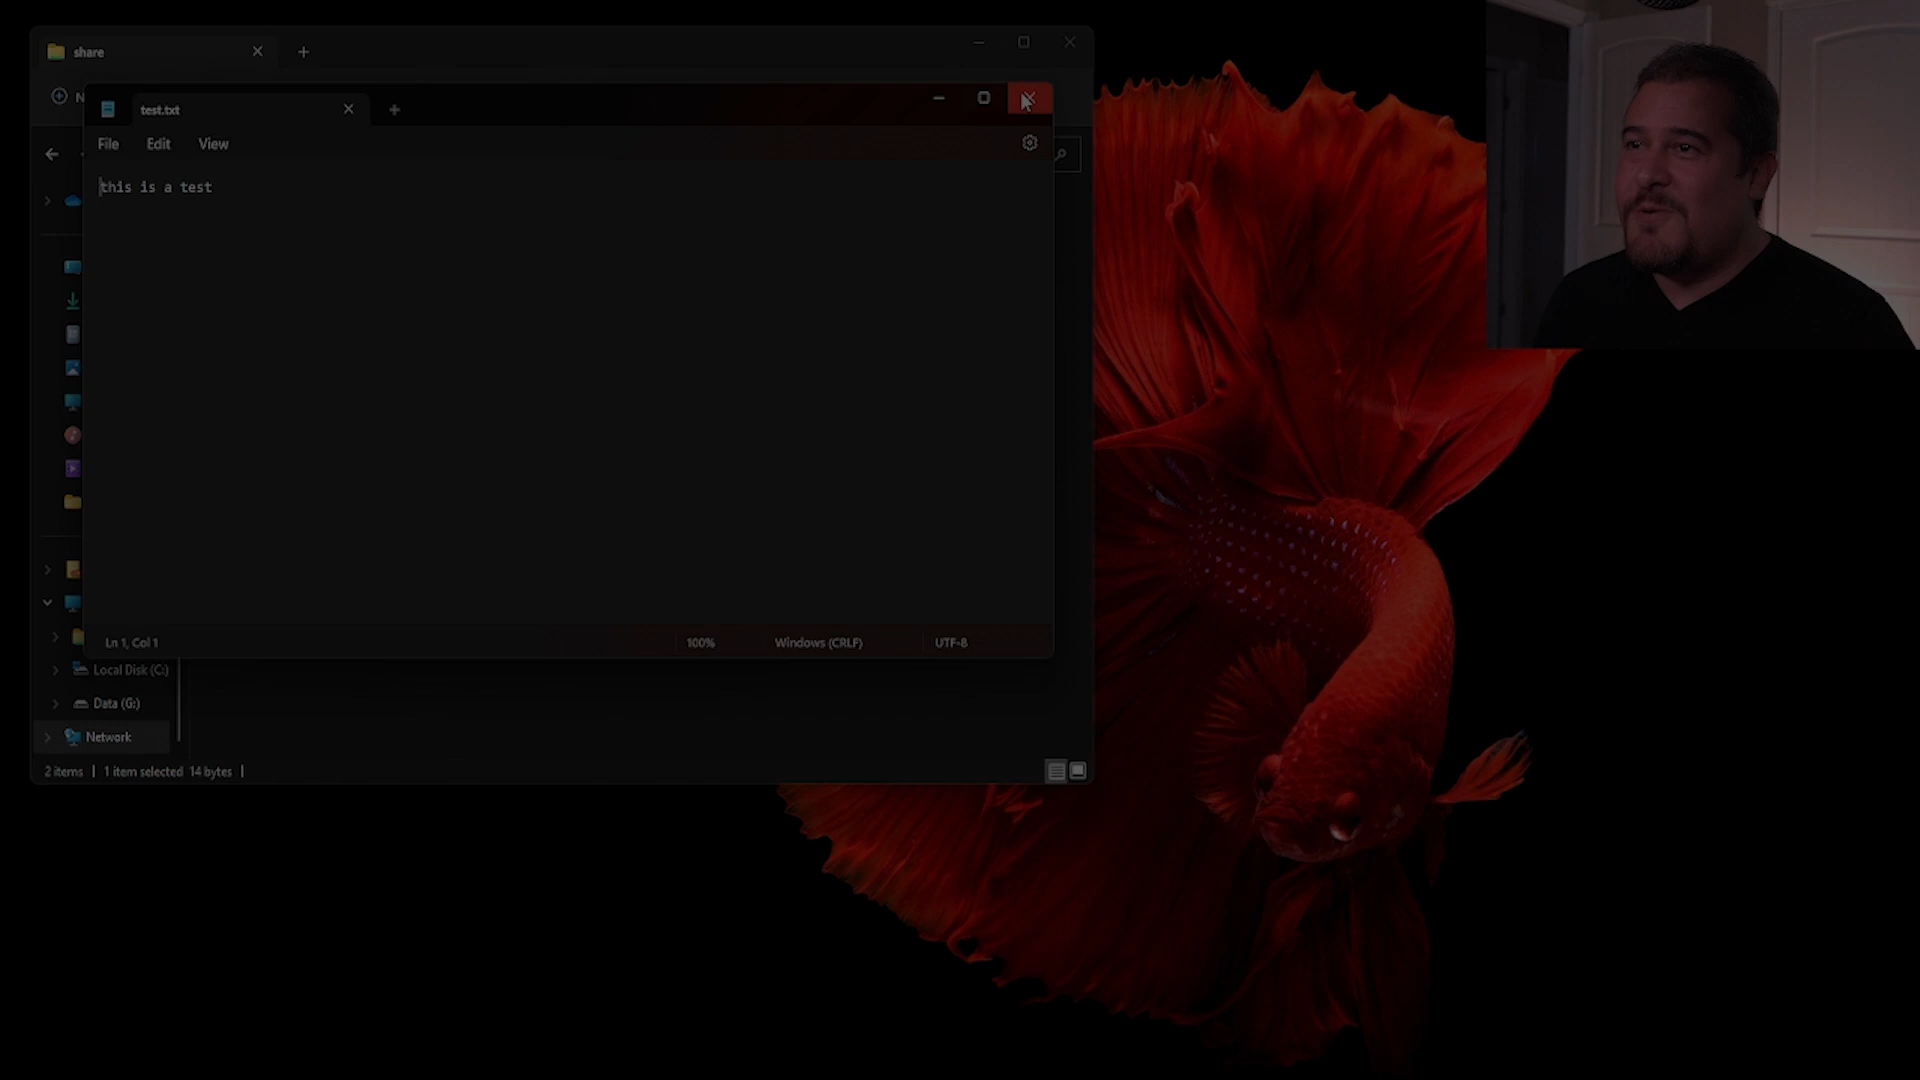 share
N
test.txt
File Edit View
this is a test
Ln 1, Col 1 100% Windows (CRLF) UTF-8
Local Disk (C:)
Data (G:)
Network
2 items 1 item selected 14 bytes